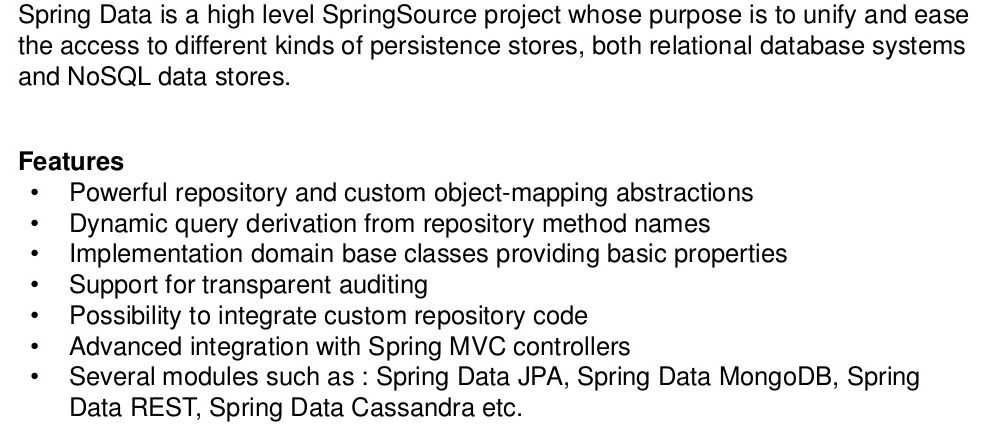 Spring Data is a high level SpringSource project whose purpose is to unify and ease
the access to different kinds of persistence stores, both relational database systems
and NoSQL data stores.
Features
• Powerful repository and custom object-mapping abstractions
• Dynamic query derivation from repository method names
• Implementation domain base classes providing basic properties
• Support for transparent auditing
• Possibility to integrate custom repository code
• Advanced integration with Spring MVC controllers
• Several modules such as : Spring Data JPA, Spring Data MongoDB, Spring
Data REST, Spring Data Cassandra etc.